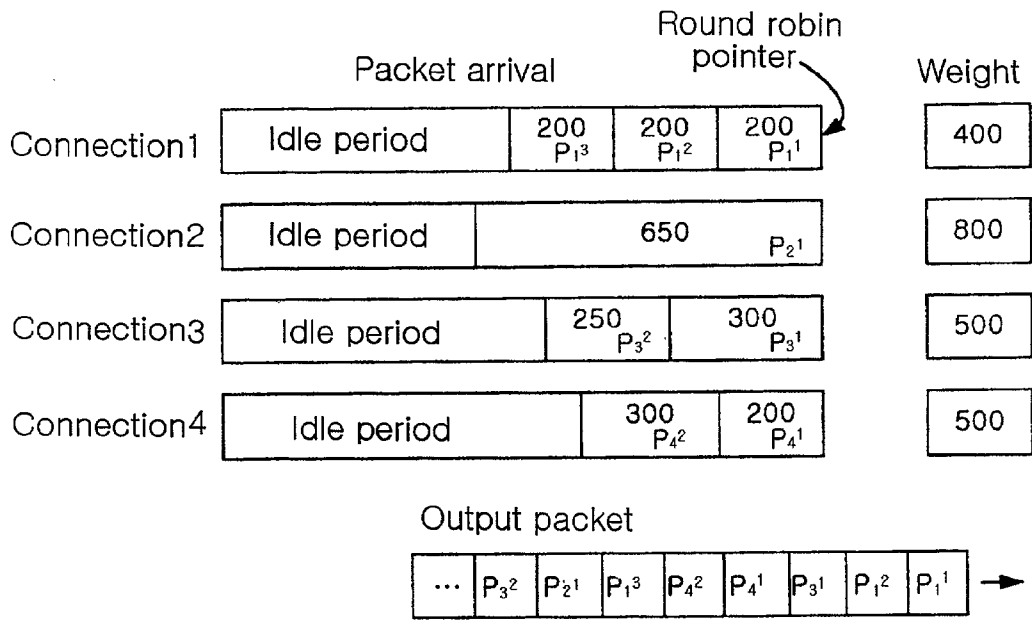 Round robin
pointer
Packet arrival
Weight
Connection1
Idle period
200 P₁³
200 P₁²
200 P₁¹
400
Connection2
Idle period
650 P₂¹
800
Connection3
Idle period
250 P₃²
300 P₃¹
500
Connection4
Idle period
300 P₄²
200 P₄¹
500
Output packet
... P₃² P₂¹ P₁³ P₄² P₄¹ P₃¹ P₁² P₁¹